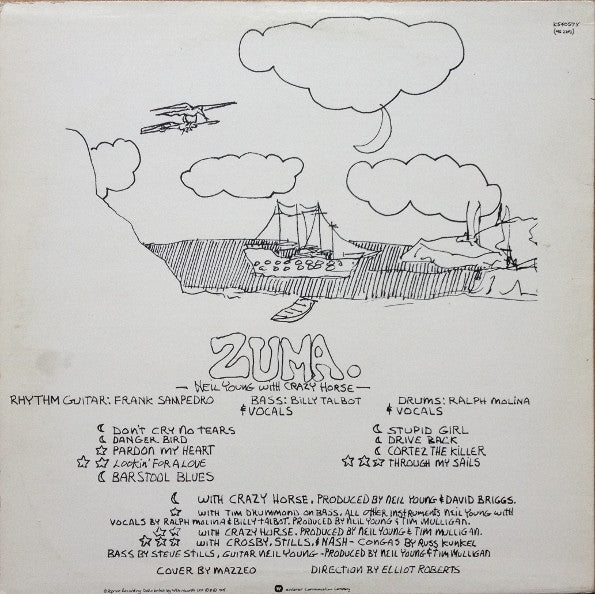 K54057Y
(MS 2242)
ZUMA.
- NEIL YOUNG WITH CRAZY HORSE -
RHYTHM GUITAR: FRANK SAMPEDRO BASS: BILLY TALBOT DRUMS: RALPH MOLINA
& VOCALS & VOCALS
DON'T CRY NO TEARS STUPID GIRL
DANGER BIRD DRIVE BACK
PARDON MY HEART CORTEZ THE KILLER
LOOKIN' FOR A LOVE THROUGH MY SAILS
BARSTOOL BLUES
WITH CRAZY HORSE. PRODUCED BY NEIL YOUNG & DAVID BRIGGS.
WITH TIM DRUMMOND ON BASS. ALL OTHER INSTRUMENTS NEIL YOUNG WITH
VOCALS BY RALPH MOLINA & BILLY TALBOT. PRODUCED BY NEIL YOUNG & TIM MULLIGAN.
WITH CRAZY HORSE. PRODUCED BY NEIL YOUNG & TIM MULLIGAN.
WITH CROSBY, STILLS, & NASH - CONGAS BY RUSS KUNKEL
BASS BY STEVE STILLS, GUITAR NEIL YOUNG - PRODUCED BY NEIL YOUNG & TIM MULLIGAN
COVER BY MAZZEO DIRECTION BY ELLIOT ROBERTS